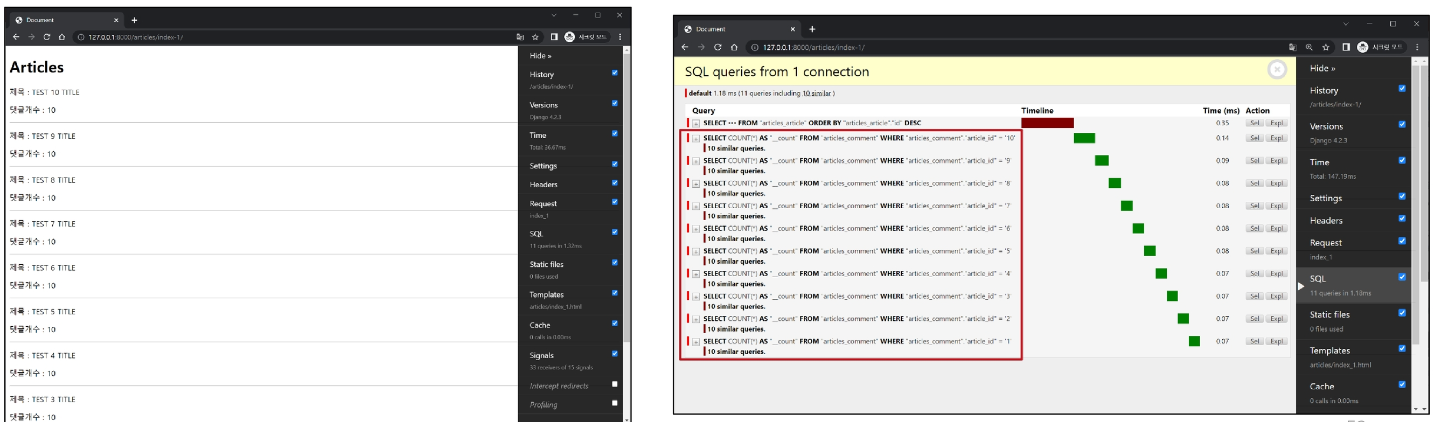 Document
127.0.0.1:8000/articles/index-1/
시크릿 모드
Articles
제목 : TEST 10 TITLE
댓글개수 : 10
제목 : TEST 9 TITLE
댓글개수 : 10
제목 : TEST 8 TITLE
댓글개수 : 10
제목 : TEST 7 TITLE
댓글개수 : 10
제목 : TEST 6 TITLE
댓글개수 : 10
제목 : TEST 5 TITLE
댓글개수 : 10
제목 : TEST 4 TITLE
댓글개수 : 10
제목 : TEST 3 TITLE
댓글개수 : 10
Hide »
History
/articles/index-1/
Versions
Django 4.2.3
Time
Total: 26.97ms
Settings
Headers
Request
index_1
SQL
11 queries in 1.32ms
Static files
0 files used
Templates
articles/index_1.html
Cache
0 calls in 0.00ms
Signals
33 receivers of 15 signals
Intercept redirects
Profiling
Document
127.0.0.1:8000/articles/index-1/
시크릿 모드
SQL queries from 1 connection
default 1.18 ms (11 queries including 10 similar )
Query Timeline Time (ms) Action
SELECT ••• FROM "articles_article" ORDER BY "articles_article"."id" DESC 0.35 Sel Expl
SELECT COUNT(*) AS "__count" FROM "articles_comment" WHERE "articles_comment"."article_id" = '10' 0.14 Sel Expl
10 similar queries.
SELECT COUNT(*) AS "__count" FROM "articles_comment" WHERE "articles_comment"."article_id" = '9' 0.09 Sel Expl
10 similar queries.
SELECT COUNT(*) AS "__count" FROM "articles_comment" WHERE "articles_comment"."article_id" = '8' 0.08 Sel Expl
10 similar queries.
SELECT COUNT(*) AS "__count" FROM "articles_comment" WHERE "articles_comment"."article_id" = '7' 0.08 Sel Expl
10 similar queries.
SELECT COUNT(*) AS "__count" FROM "articles_comment" WHERE "articles_comment"."article_id" = '6' 0.08 Sel Expl
10 similar queries.
SELECT COUNT(*) AS "__count" FROM "articles_comment" WHERE "articles_comment"."article_id" = '5' 0.08 Sel Expl
10 similar queries.
SELECT COUNT(*) AS "__count" FROM "articles_comment" WHERE "articles_comment"."article_id" = '4' 0.07 Sel Expl
10 similar queries.
SELECT COUNT(*) AS "__count" FROM "articles_comment" WHERE "articles_comment"."article_id" = '3' 0.07 Sel Expl
10 similar queries.
SELECT COUNT(*) AS "__count" FROM "articles_comment" WHERE "articles_comment"."article_id" = '2' 0.07 Sel Expl
10 similar queries.
SELECT COUNT(*) AS "__count" FROM "articles_comment" WHERE "articles_comment"."article_id" = '1' 0.07 Sel Expl
10 similar queries.
Hide »
History
/articles/index-1/
Versions
Django 4.2.3
Time
Total: 147.19ms
Settings
Headers
Request
index_1
SQL
11 queries in 1.18ms
Static files
0 files used
Templates
articles/index_1.html
Cache
0 calls in 0.00ms